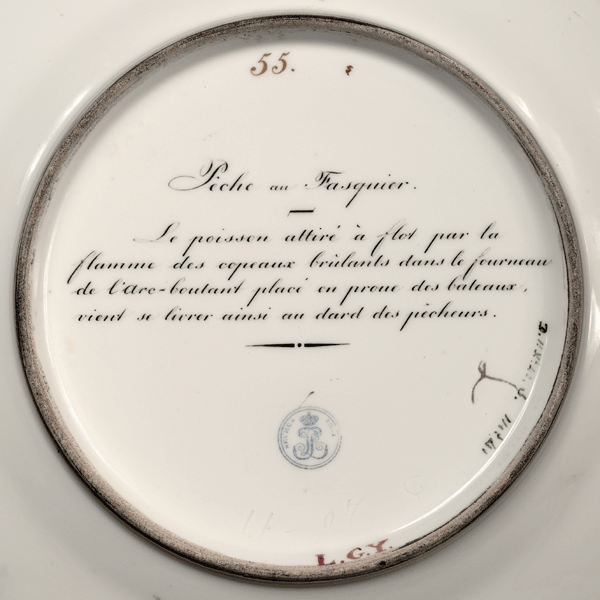 55.
Pêche au Fasquier.
Le poisson attiré à flot par la
flamme des copeaux brûlants dans le fourneau
de l'Arc-boutant placé en proue des bateaux,
vient se livrer ainsi au dard des pêcheurs.
L.C.Y.